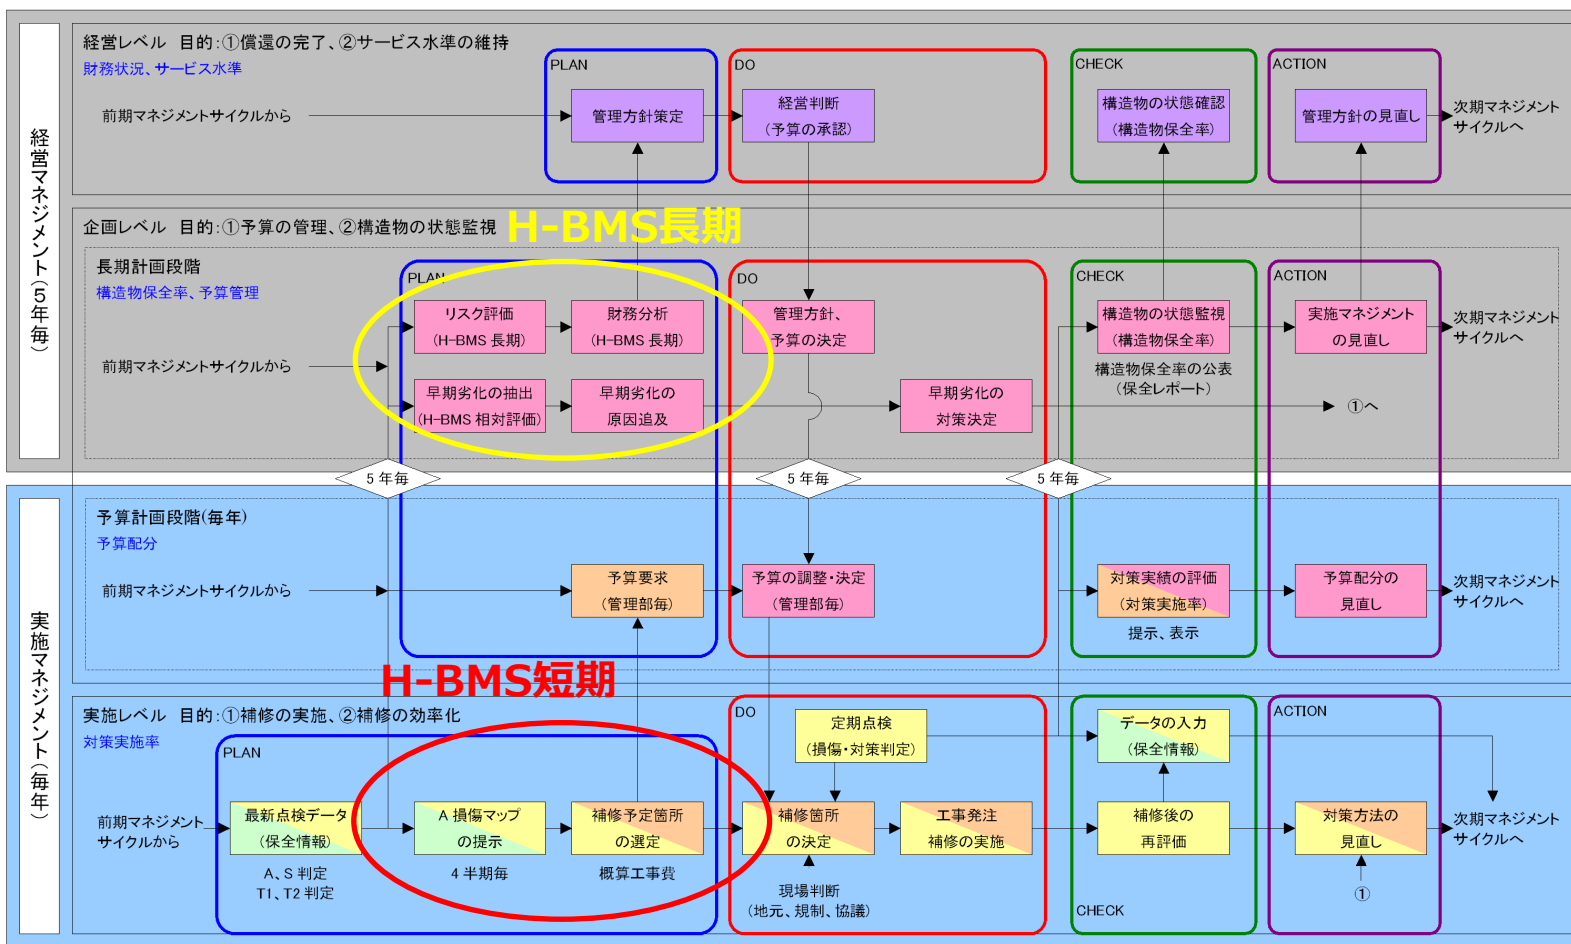 経営マネジメント(5年毎)
経営レベル 目的:①償還の完了、②サービス水準の維持
財務状況、サービス水準
PLAN
DO
CHECK
ACTION
前期マネジメントサイクルから
管理方針策定
経営判断
(予算の承認)
構造物の状態確認
(構造物保全率)
管理方針の見直し
次期マネジメント
サイクルへ
企画レベル 目的:①予算の管理、②構造物の状態監視
H-BMS長期
長期計画段階
構造物保全率、予算管理
PLAN
DO
CHECK
ACTION
前期マネジメントサイクルから
リスク評価
(H-BMS 長期)
財務分析
(H-BMS 長期)
管理方針、
予算の決定
構造物の状態監視
(構造物保全率)
構造物保全率の公表
(保全レポート)
実施マネジメント
の見直し
次期マネジメント
サイクルへ
早期劣化の抽出
(H-BMS 相対評価)
早期劣化の
原因追及
早期劣化の
対策決定
①へ
5 年毎
5 年毎
5 年毎
実施マネジメント(毎年)
予算計画段階(毎年)
予算配分
前期マネジメントサイクルから
予算要求
(管理部毎)
予算の調整・決定
(管理部毎)
対策実績の評価
(対策実施率)
提示、表示
予算配分の
見直し
次期マネジメント
サイクルへ
H-BMS短期
実施レベル 目的:①補修の実施、②補修の効率化
対策実施率
PLAN
DO
ACTION
定期点検
(損傷・対策判定)
データの入力
(保全情報)
前期マネジメント
サイクルから
最新点検データ
(保全情報)
A、S 判定
T1、T2 判定
A 損傷マップ
の提示
4 半期毎
補修予定箇所
の選定
概算工事費
補修箇所
の決定
現場判断
(地元、規制、協議)
工事発注
補修の実施
補修後の
再評価
CHECK
対策方法の
見直し
①
次期マネジメント
サイクルへ